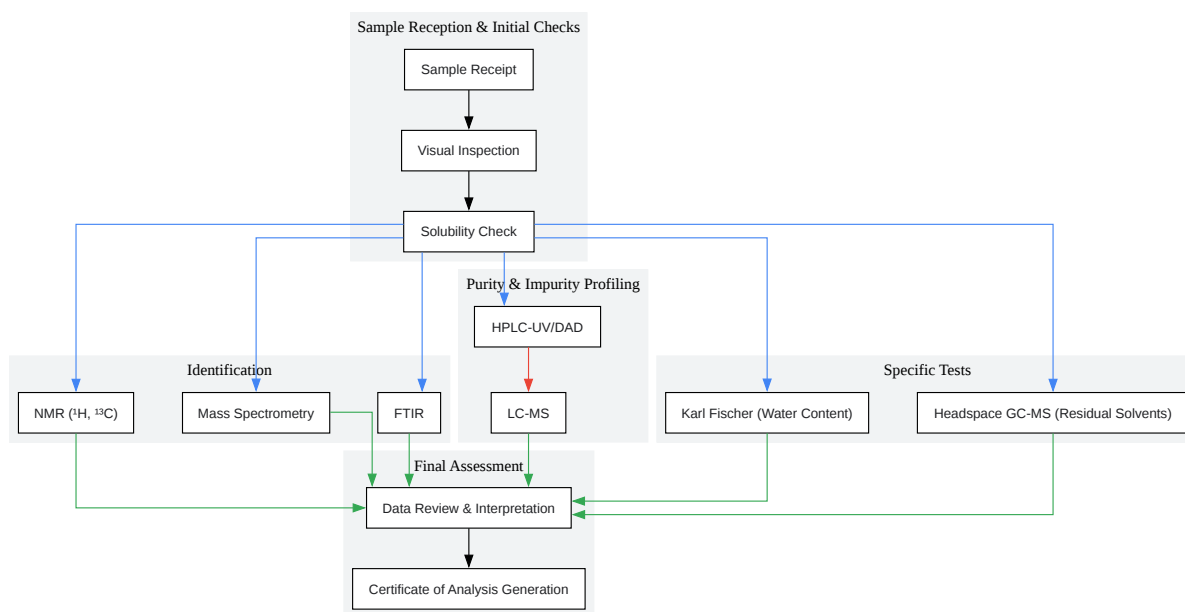 Sample Reception & Initial Checks
Sample Receipt
Visual Inspection
Solubility Check
Purity & Impurity Profiling
HPLC-UV/DAD
Identification
Specific Tests
NMR (¹H, ¹³C)
Mass Spectrometry
FTIR
LC-MS
Karl Fischer (Water Content)
Headspace GC-MS (Residual Solvents)
Final Assessment
Data Review & Interpretation
Certificate of Analysis Generation